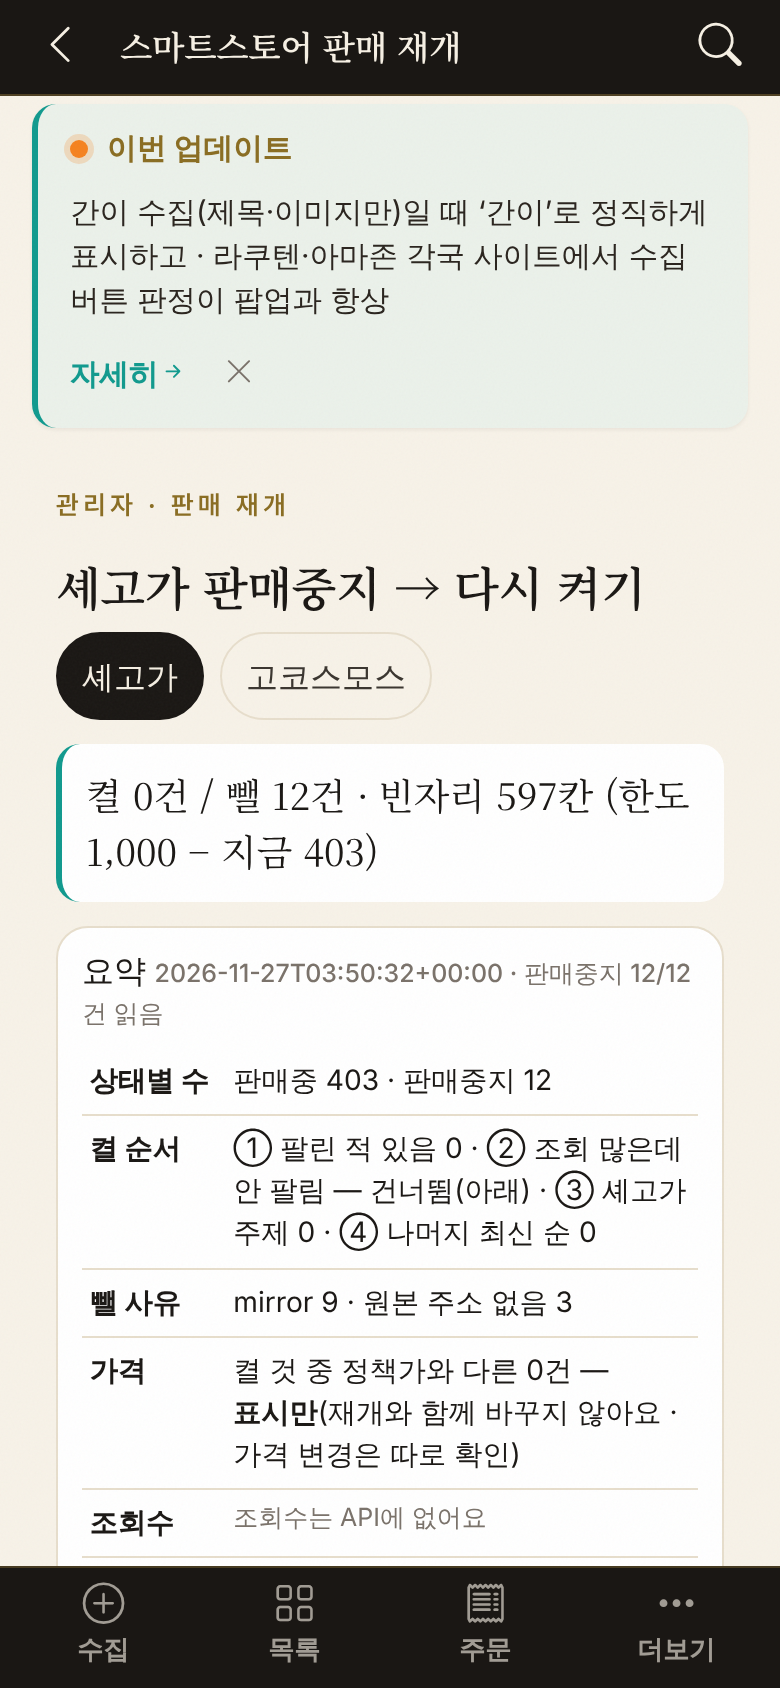 스마트스토어 판매 재개
이번 업데이트
간이 수집(제목·이미지만)일 때 ‘간이’로 정직하게
표시하고 · 라쿠텐·아마존 각국 사이트에서 수집
버튼 판정이 팝업과 항상
자세히 →
관리자 · 판매 재개
셰고가 판매중지 → 다시 켜기
셰고가
고코스모스
켤 0건 / 뺄 12건 · 빈자리 597칸 (한도
1,000 − 지금 403)
요약 2026-11-27T03:50:32+00:00 · 판매중지 12/12
건 읽음
상태별 수 판매중 403 · 판매중지 12
켤 순서 ① 팔린 적 있음 0 · ② 조회 많은데
안 팔림 — 건너뜀(아래) · ③ 셰고가
주제 0 · ④ 나머지 최신 순 0
뺄 사유 mirror 9 · 원본 주소 없음 3
가격 켤 것 중 정책가와 다른 0건 —
표시만(재개와 함께 바꾸지 않아요 ·
가격 변경은 따로 확인)
조회수 조회수는 API에 없어요
수집
목록
주문
더보기